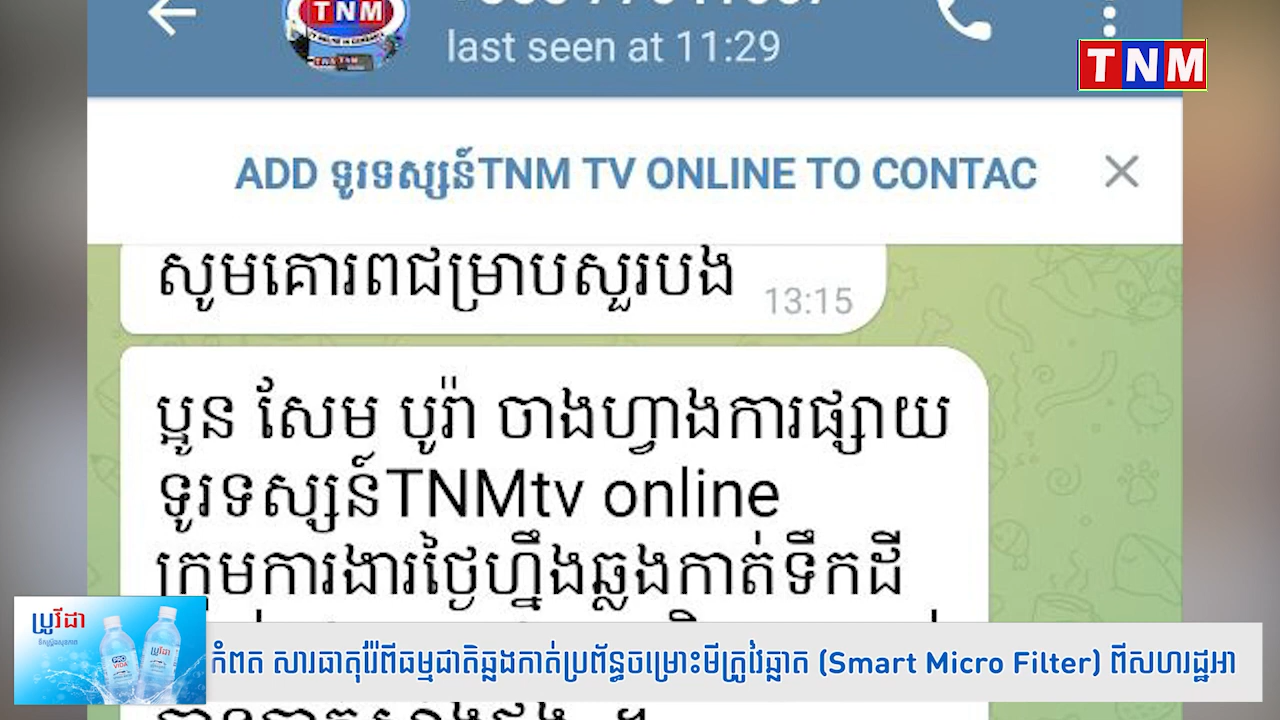 TNM
last seen at 11:29
TNM
ADD ទូរទស្សន៍TNM TV ONLINE TO CONTAC
សូមគោរពជម្រាបសួរបង
13:15
ប្អូន សែម បូរ៉ា ចាងហ្វាងការផ្សាយ
ទូរទស្សន៍TNMtv online
ក្រុមការងារថ្ងៃហ្នឹងឆ្លងកាត់ទឹកដី
ប្រូវីដា
PRO VIDA
កំពត សារធាតុរ៉ែពីធម្មជាតិឆ្លងកាត់ប្រព័ន្ធចម្រោះមីក្រូវៃឆ្លាត (Smart Micro Filter) ពីសហរដ្ឋអា